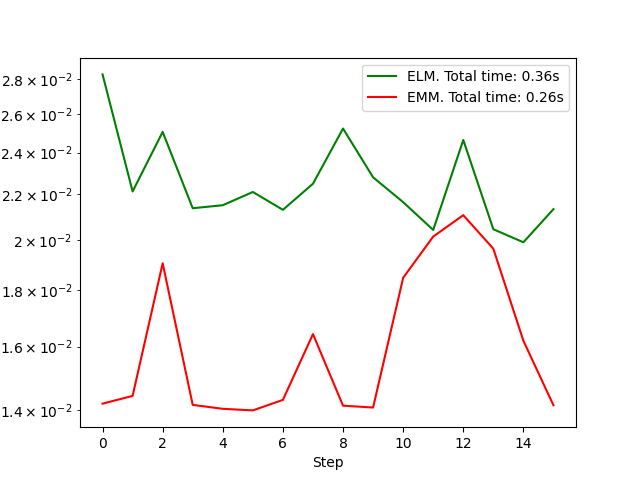 ELM. Total time: 0.36s
EMM. Total time: 0.26s
2.8 × 10⁻²
2.6 × 10⁻²
2.4 × 10⁻²
2.2 × 10⁻²
2 × 10⁻²
1.8 × 10⁻²
1.6 × 10⁻²
1.4 × 10⁻²
0 2 4 6 8 10 12 14
Step